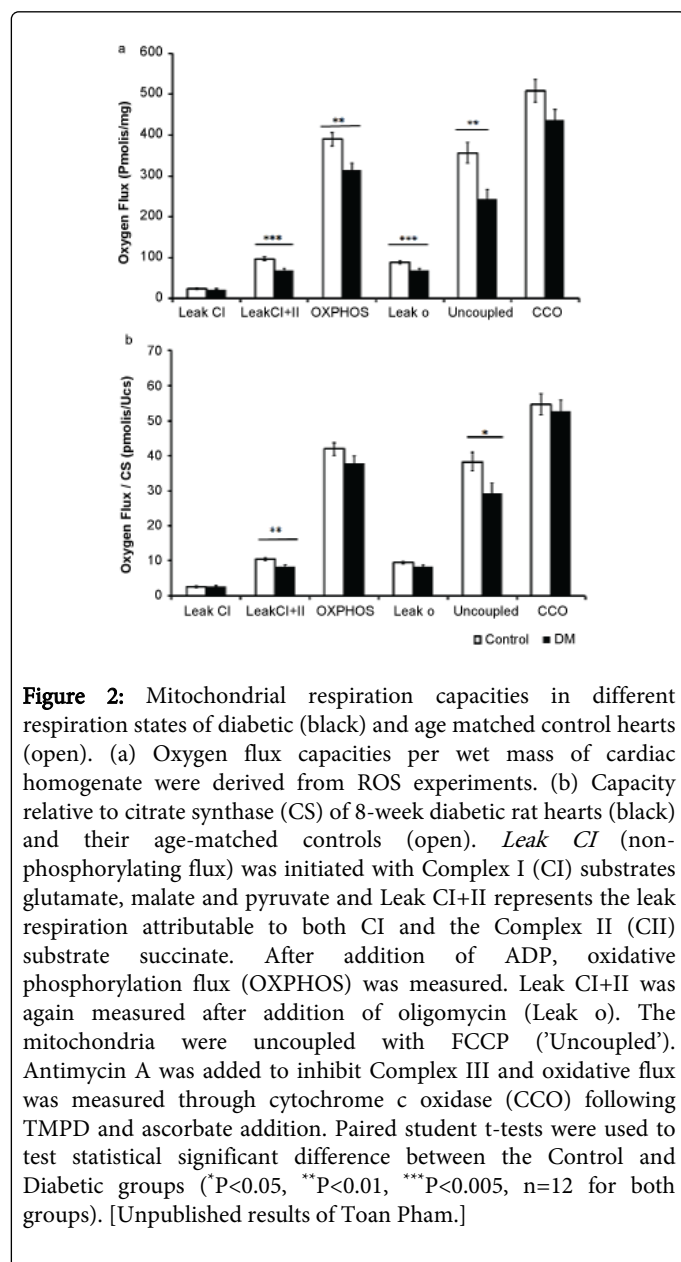 a
600
500
400
300
200
100
0
Oxygen Flux (Pmolis/mg)
**
**
***
***
Leak CI LeakCI+II OXPHOS Leak o Uncoupled CCO
b
70
60
50
40
30
20
10
0
Oxygen Flux / CS (pmolis/Ucs)
*
**
Leak CI LeakCI+II OXPHOS Leak o Uncoupled CCO
Control DM
Figure 2: Mitochondrial respiration capacities in different
respiration states of diabetic (black) and age matched control hearts
(open). (a) Oxygen flux capacities per wet mass of cardiac
homogenate were derived from ROS experiments. (b) Capacity
relative to citrate synthase (CS) of 8-week diabetic rat hearts (black)
and their age-matched controls (open). Leak CI (non-
phosphorylating flux) was initiated with Complex I (CI) substrates
glutamate, malate and pyruvate and Leak CI+II represents the leak
respiration attributable to both CI and the Complex II (CII)
substrate succinate. After addition of ADP, oxidative
phosphorylation flux (OXPHOS) was measured. Leak CI+II was
again measured after addition of oligomycin (Leak o). The
mitochondria were uncoupled with FCCP ('Uncoupled').
Antimycin A was added to inhibit Complex III and oxidative flux
was measured through cytochrome c oxidase (CCO) following
TMPD and ascorbate addition. Paired student t-tests were used to
test statistical significant difference between the Control and
Diabetic groups (*P<0.05, **P<0.01, ***P<0.005, n=12 for both
groups). [Unpublished results of Toan Pham.]